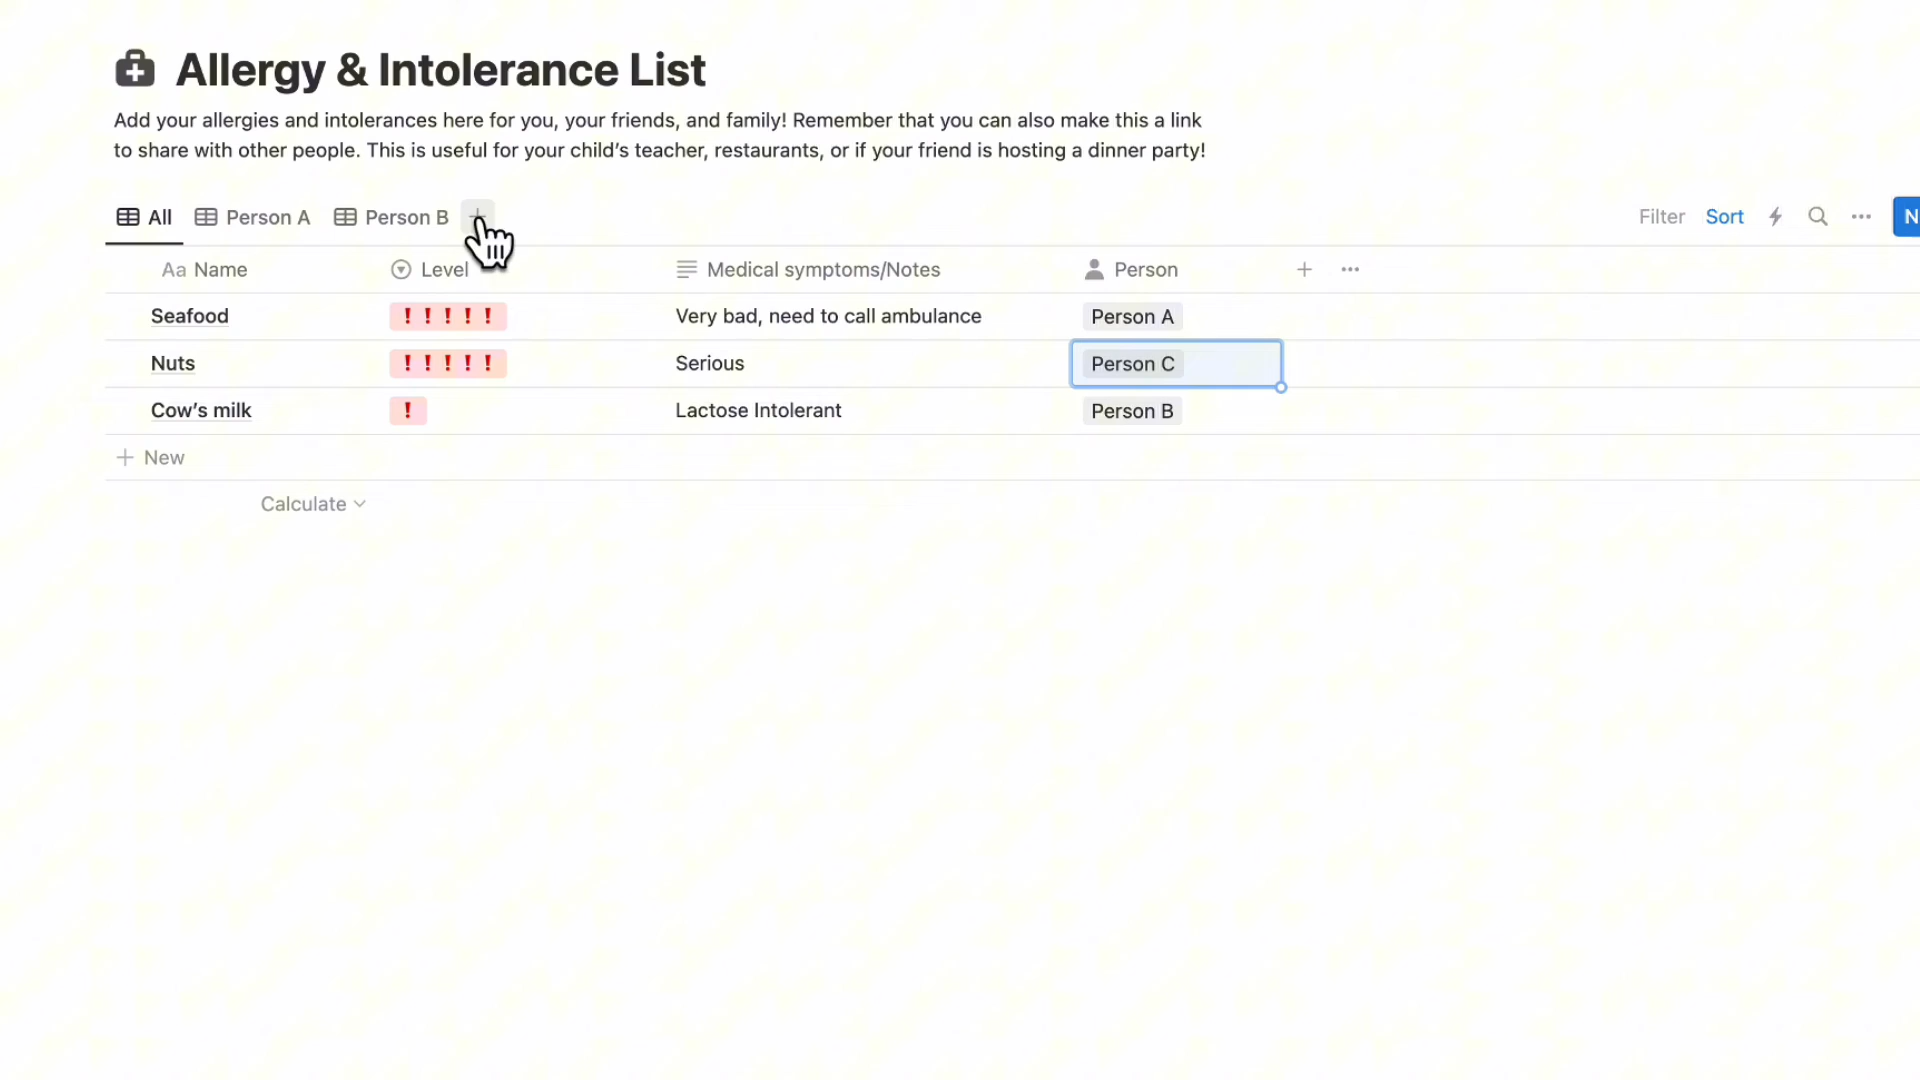 Allergy & Intolerance List
Add your allergies and intolerances here for you, your friends, and family! Remember that you can also make this a link
to share with other people. This is useful for your child’s teacher, restaurants, or if your friend is hosting a dinner party!
All Person A Person B + Filter Sort N
Aa Name Level Medical symptoms/Notes Person + ...
Seafood ! ! ! ! ! Very bad, need to call ambulance Person A
Nuts ! ! ! ! ! Serious Person C
Cow’s milk ! Lactose Intolerant Person B
+ New
Calculate